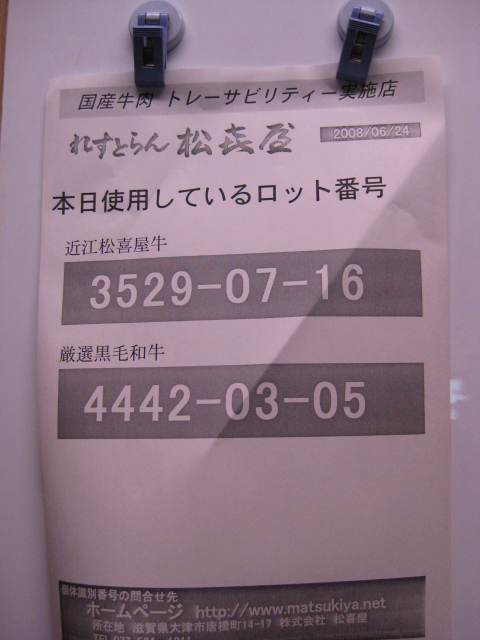 国産牛肉 トレーサビリティー実施店
れすとらん 松㐂屋
2008/06/24
本日使用しているロット番号
近江松喜屋牛
3529-07-16
厳選黒毛和牛
4442-03-05
個体識別番号の問合せ先
ホームページ http://www.matsukiya.net
所在地 滋賀県大津市唐橋町14-17 株式会社 松喜屋